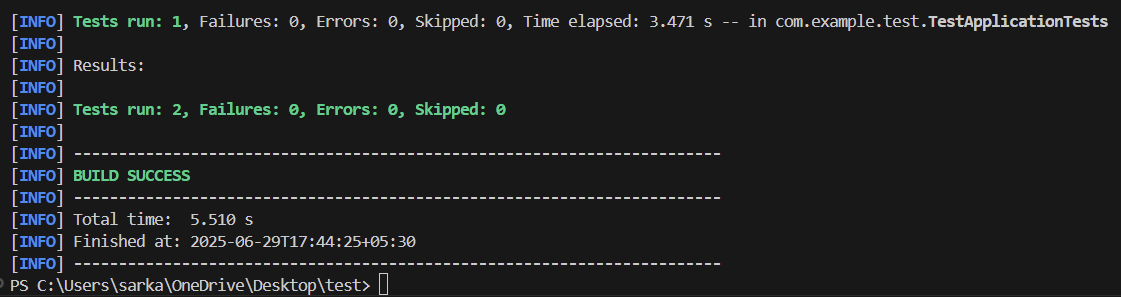 [INFO] Tests run: 1, Failures: 0, Errors: 0, Skipped: 0, Time elapsed: 3.471 s -- in com.example.test.TestApplicationTests
[INFO]
[INFO] Results:
[INFO]
[INFO] Tests run: 2, Failures: 0, Errors: 0, Skipped: 0
[INFO]
[INFO] ------------------------------------------------------------------------
[INFO] BUILD SUCCESS
[INFO] ------------------------------------------------------------------------
[INFO] Total time:  5.510 s
[INFO] Finished at: 2025-06-29T17:44:25+05:30
[INFO] ------------------------------------------------------------------------
PS C:\Users\sarka\OneDrive\Desktop\test>